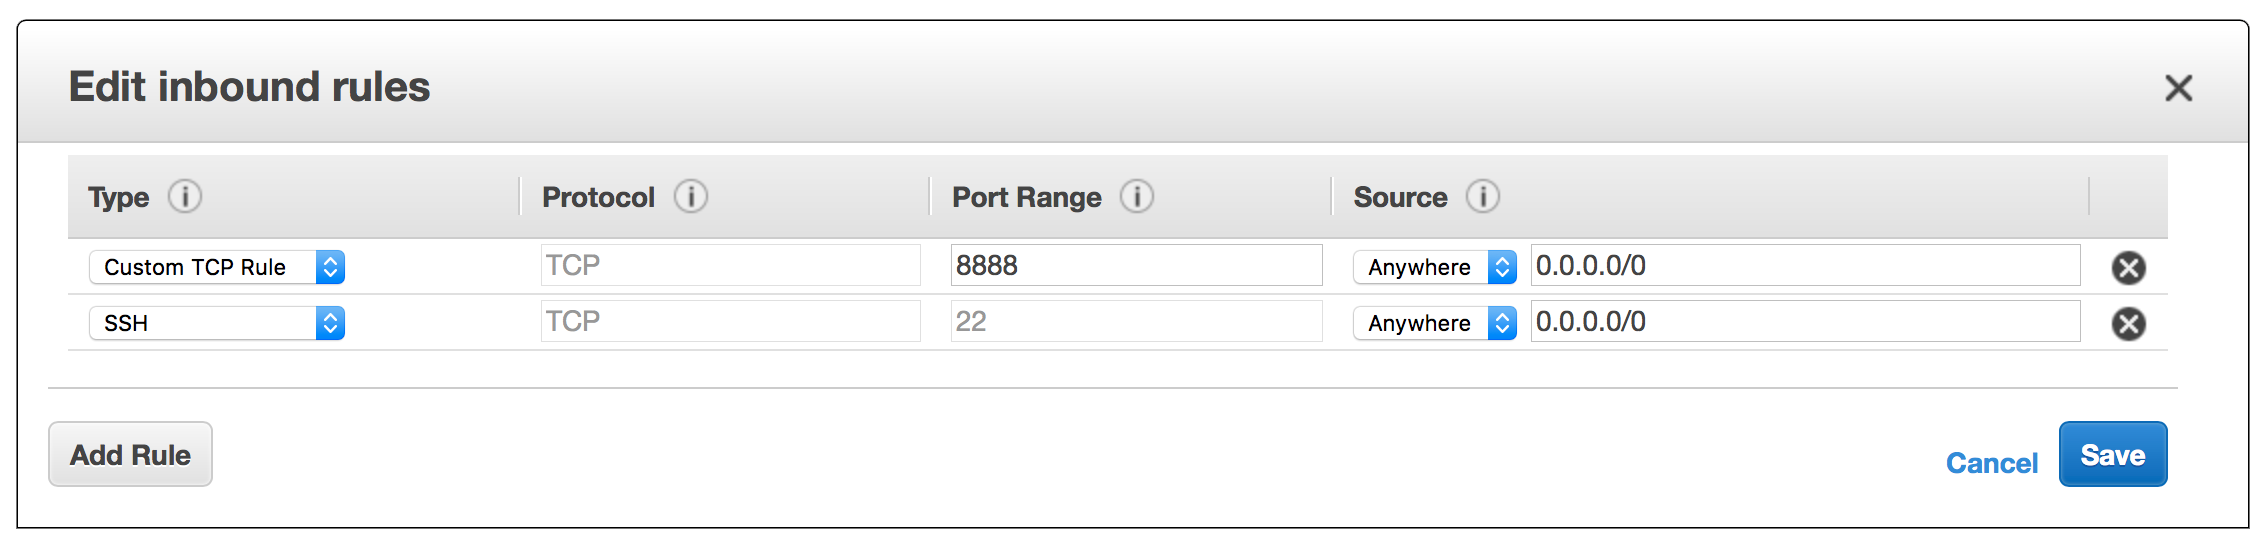 Edit inbound rules
Type Protocol Port Range Source
Custom TCP Rule TCP 8888 Anywhere 0.0.0.0/0
SSH TCP 22 Anywhere 0.0.0.0/0
Add Rule Cancel Save